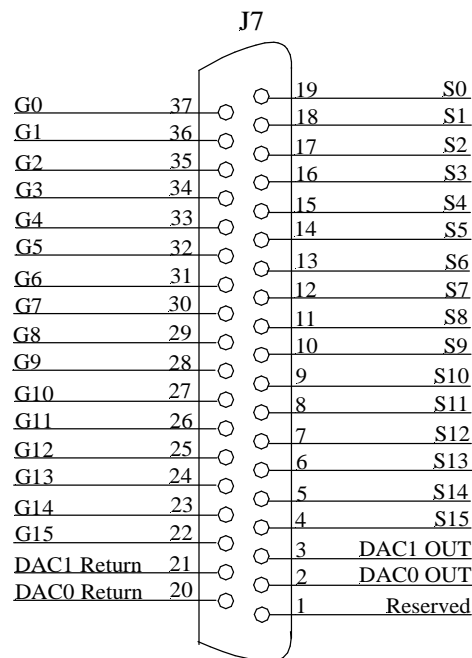 J7
19 S0
G0 37
18 S1
G1 36
17 S2
G2 35
16 S3
G3 34
15 S4
G4 33
14 S5
G5 32
13 S6
G6 31
12 S7
G7 30
11 S8
G8 29
10 S9
G9 28
9 S10
G10 27
8 S11
G11 26
7 S12
G12 25
6 S13
G13 24
5 S14
G14 23
4 S15
G15 22
3 DAC1 OUT
DAC1 Return 21
2 DAC0 OUT
DAC0 Return 20
1 Reserved